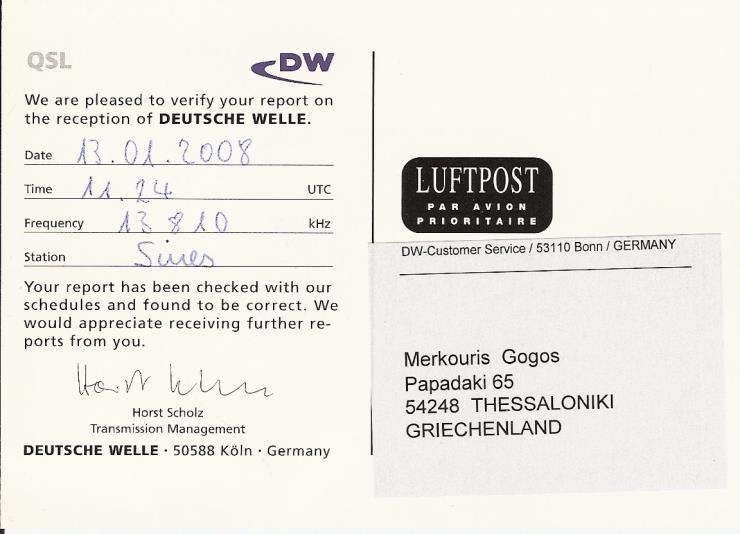 QSL
DW
We are pleased to verify your report on
the reception of DEUTSCHE WELLE.
Date 13.01.2008
Time 11.24 UTC
Frequency 13 810 kHz
Station Sines
Your report has been checked with our
schedules and found to be correct. We
would appreciate receiving further re-
ports from you.
Horst Scholz
Transmission Management
DEUTSCHE WELLE · 50588 Köln · Germany
LUFTPOST
PAR AVION
PRIORITAIRE
DW-Customer Service / 53110 Bonn / GERMANY
Merkouris Gogos
Papadaki 65
54248 THESSALONIKI
GRIECHENLAND